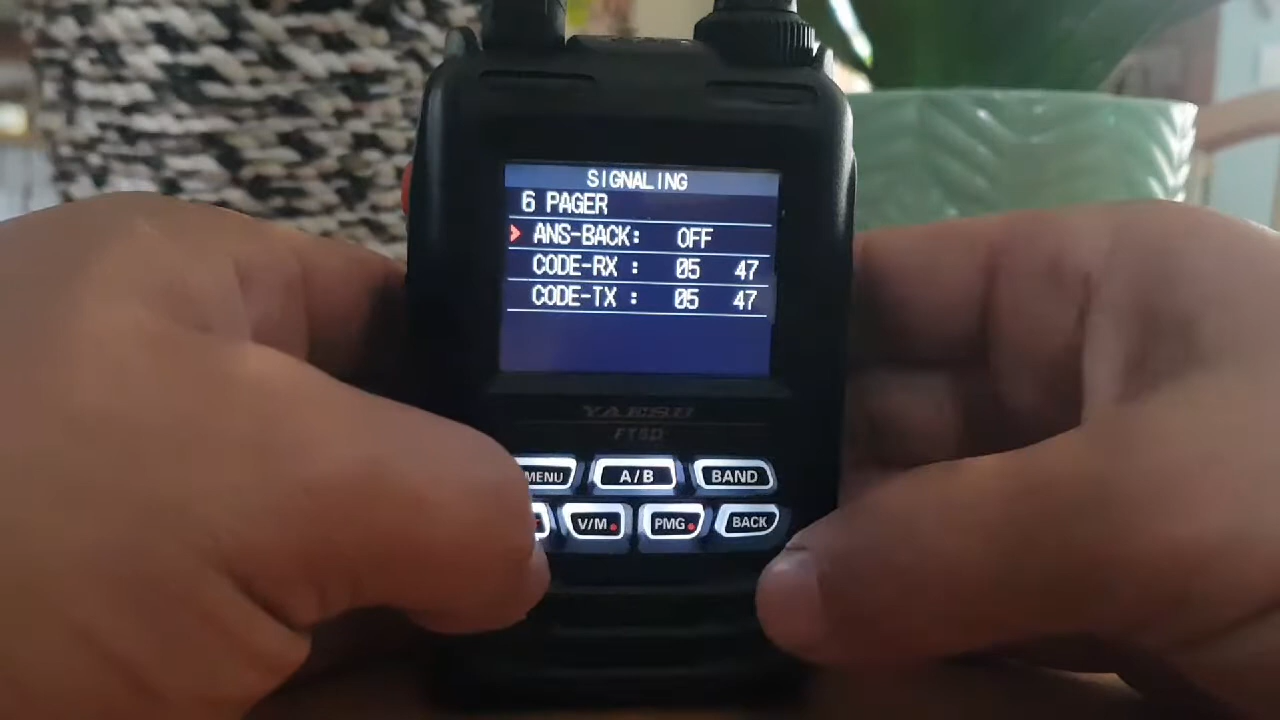 SIGNALING
6 PAGER
ANS-BACK: OFF
CODE-RX : 05 47
CODE-TX : 05 47
YAESU
MENU A/B BAND
V/M PMG BACK